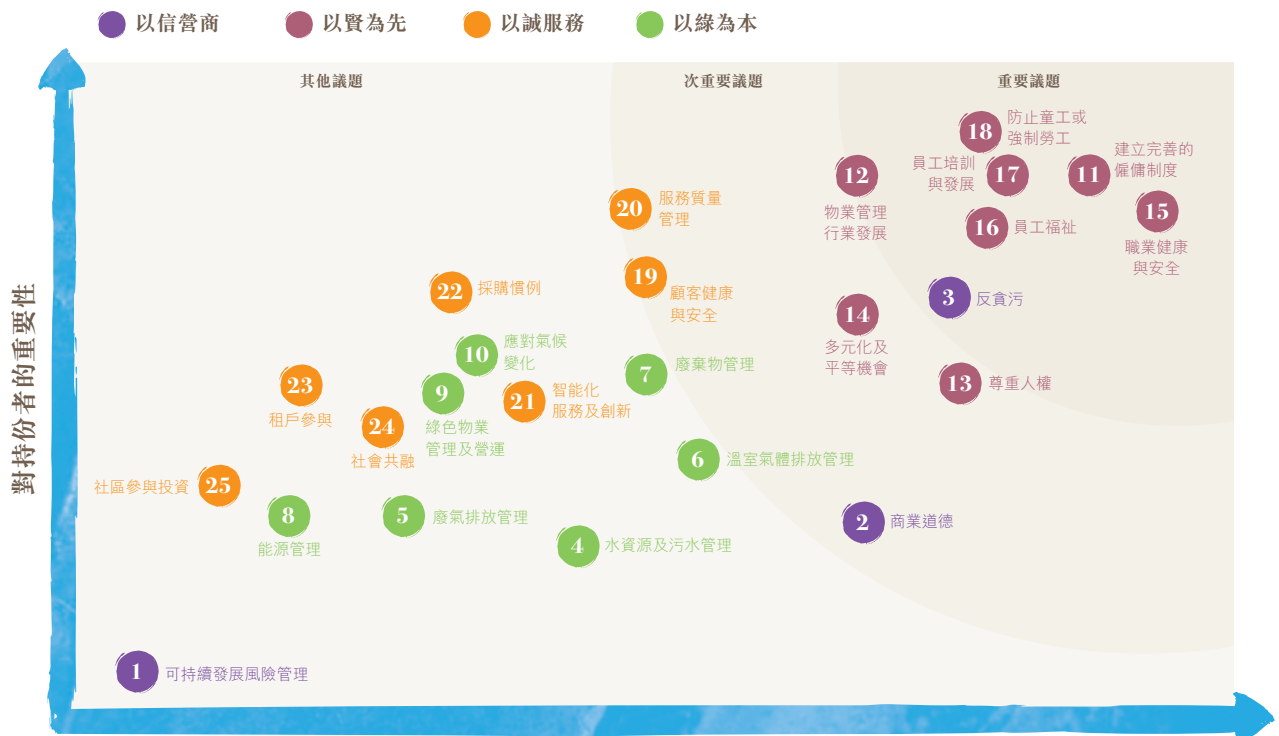 以信營商
以賢為先
以誠服務
以綠為本
其他議題
次重要議題
重要議題
對持份者的重要性
18
防止童工或
強制勞工
12
物業管理
行業發展
員工培訓
與發展
17
11
建立完善的
僱傭制度
20
服務質量
管理
16
員工福祉
15
職業健康
與安全
22
採購慣例
19
顧客健康
與安全
3
反貪污
14
多元化及
平等機會
10
應對氣候
變化
7
廢棄物管理
23
租戶參與
9
綠色物業
管理及營運
21
智能化
服務及創新
13
尊重人權
24
社會共融
6
溫室氣體排放管理
社區參與投資
25
8
能源管理
5
廢氣排放管理
4
水資源及污水管理
2
商業道德
1
可持續發展風險管理